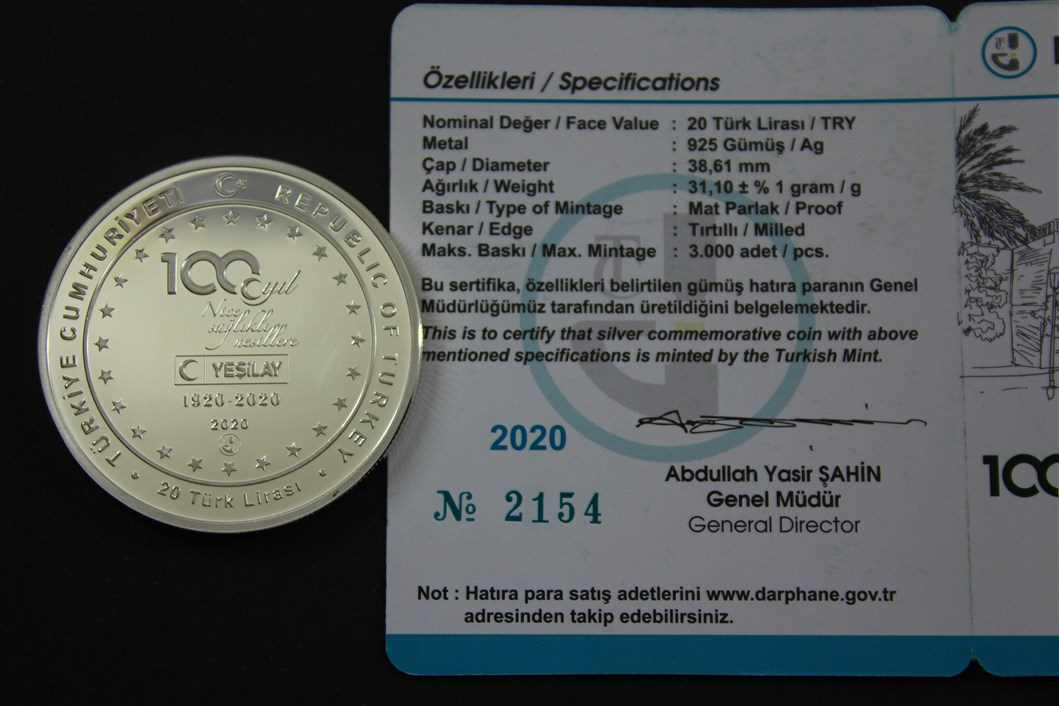 TÜRKİYE CUMHURİYETİ
REPUBLIC OF TURKEY
100.yıl
Nice
sağlıklı
nesillere
YEŞİLAY
1920-2020
2020
20 Türk Lirası
Özellikleri / Specifications
Nominal Değer / Face Value : 20 Türk Lirası / TRY
Metal : 925 Gümüş / Ag
Çap / Diameter : 38,61 mm
Ağırlık / Weight : 31,10 ± % 1 gram / g
Baskı / Type of Mintage : Mat Parlak / Proof
Kenar / Edge : Tırtıllı / Milled
Maks. Baskı / Max. Mintage : 3.000 adet / pcs.
Bu sertifika, özellikleri belirtilen gümüş hatıra paranın Genel
Müdürlüğümüz tarafından üretildiğini belgelemektedir.
This is to certify that silver commemorative coin with above
mentioned specifications is minted by the Turkish Mint.
2020
№ 2154
Abdullah Yasir ŞAHİN
Genel Müdür
General Director
Not : Hatıra para satış adetlerini www.darphane.gov.tr
adresinden takip edebilirsiniz.